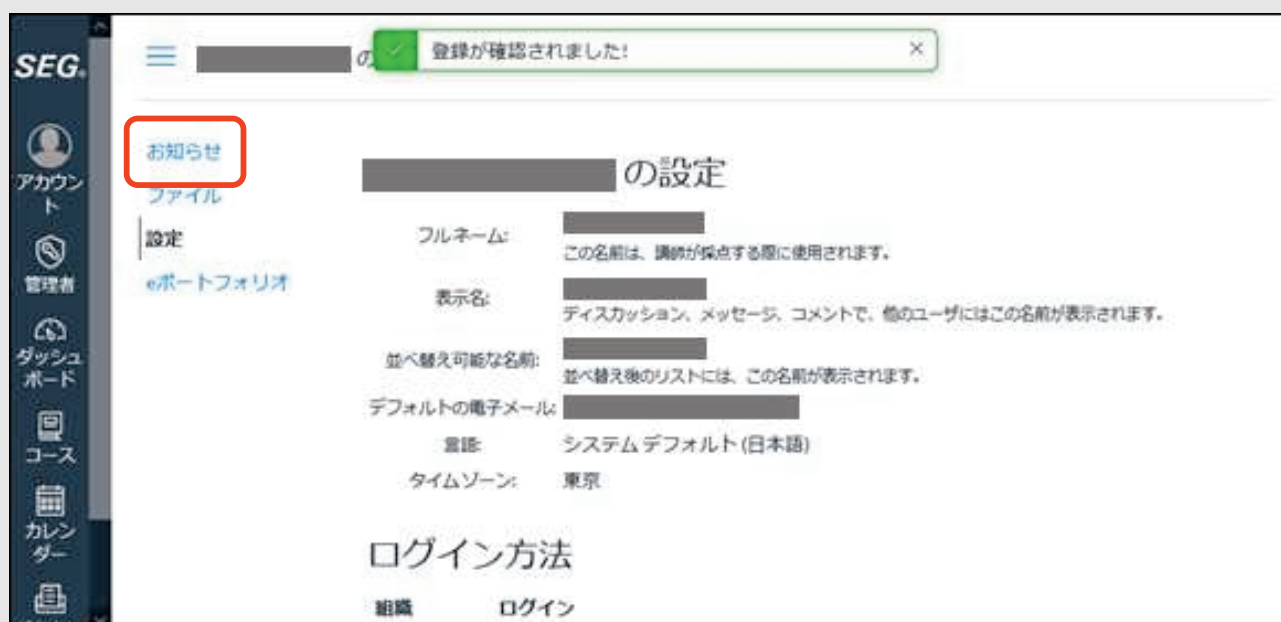 SEG.
アカウント
管理者
ダッシュボード
コース
カレンダー
の
登録が確認されました!
お知らせ
ファイル
設定
eポートフォリオ
の設定
フルネーム:
この名前は、講師が採点する際に使用されます。
表示名:
ディスカッション、メッセージ、コメントで、他のユーザにはこの名前が表示されます。
並べ替え可能な名前:
並べ替え後のリストには、この名前が表示されます。
デフォルトの電子メール:
言語: システム デフォルト (日本語)
タイムゾーン: 東京
ログイン方法
組織 ログイン